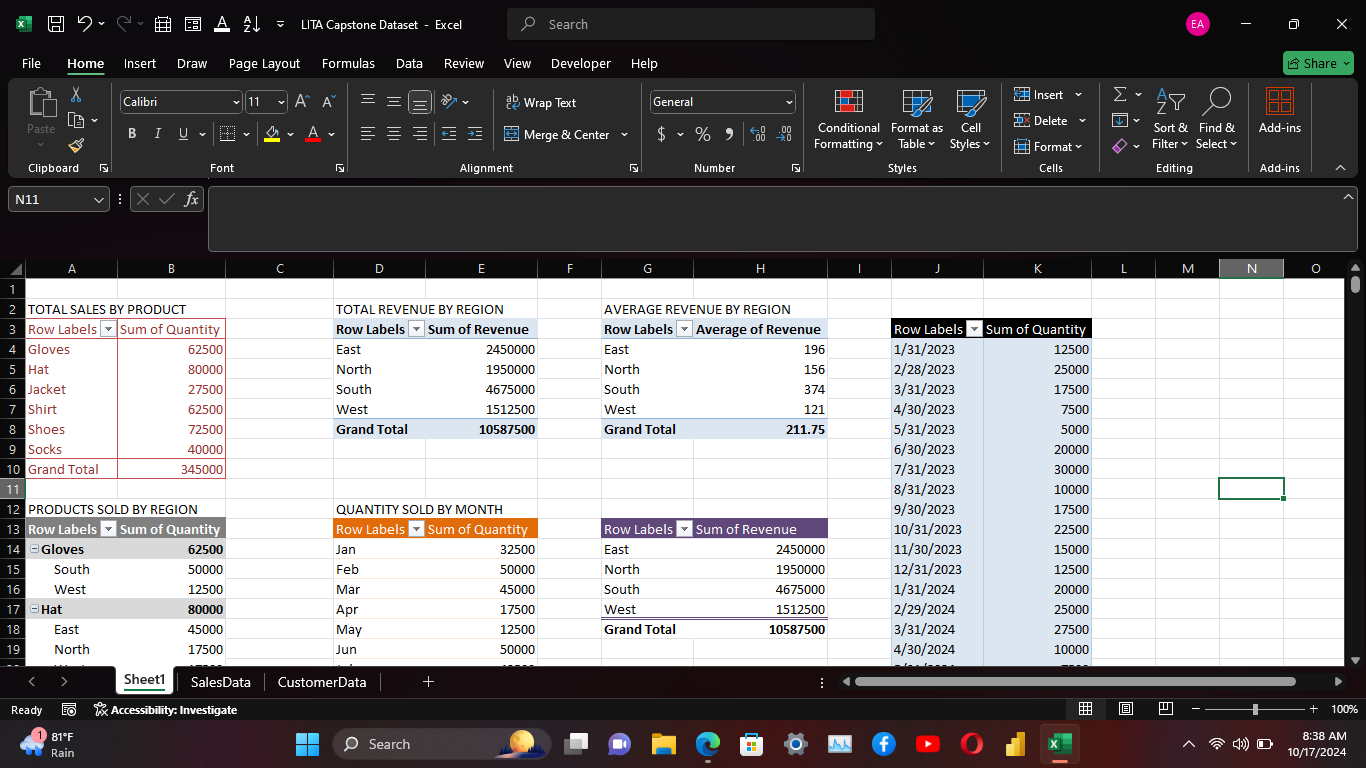 LITA Capstone Dataset - Excel
Search
EA
File Home Insert Draw Page Layout Formulas Data Review View Developer Help
Share
Paste
Clipboard
Calibri 11
B I U
A
Font
ab Wrap Text
Merge & Center
Alignment
General
$ % 9
Number
Conditional Formatting
Format as Table
Cell Styles
Styles
Insert
Delete
Format
Cells
Sort & Filter
Find & Select
Editing
Add-ins
Add-ins
N11
fx
A B C D E F G H I J K L M N O
1
2 TOTAL SALES BY PRODUCT TOTAL REVENUE BY REGION AVERAGE REVENUE BY REGION
3 Row Labels Sum of Quantity Row Labels Sum of Revenue Row Labels Average of Revenue Row Labels Sum of Quantity
4 Gloves 62500 East 2450000 East 196 1/31/2023 12500
5 Hat 80000 North 1950000 North 156 2/28/2023 25000
6 Jacket 27500 South 4675000 South 374 3/31/2023 17500
7 Shirt 62500 West 1512500 West 121 4/30/2023 7500
8 Shoes 72500 Grand Total 10587500 Grand Total 211.75 5/31/2023 5000
9 Socks 40000 6/30/2023 20000
10 Grand Total 345000 7/31/2023 30000
11 8/31/2023 10000
12 PRODUCTS SOLD BY REGION QUANTITY SOLD BY MONTH 9/30/2023 17500
13 Row Labels Sum of Quantity Row Labels Sum of Quantity Row Labels Sum of Revenue 10/31/2023 22500
14 Gloves 62500 Jan 32500 East 2450000 11/30/2023 15000
15 South 50000 Feb 50000 North 1950000 12/31/2023 12500
16 West 12500 Mar 45000 South 4675000 1/31/2024 20000
17 Hat 80000 Apr 17500 West 1512500 2/29/2024 25000
18 East 45000 May 12500 Grand Total 10587500 3/31/2024 27500
19 North 17500 Jun 50000 4/30/2024 10000
Sheet1 SalesData CustomerData
Ready Accessibility: Investigate 100%
1 81°F
Rain
Search
8:38 AM
10/17/2024